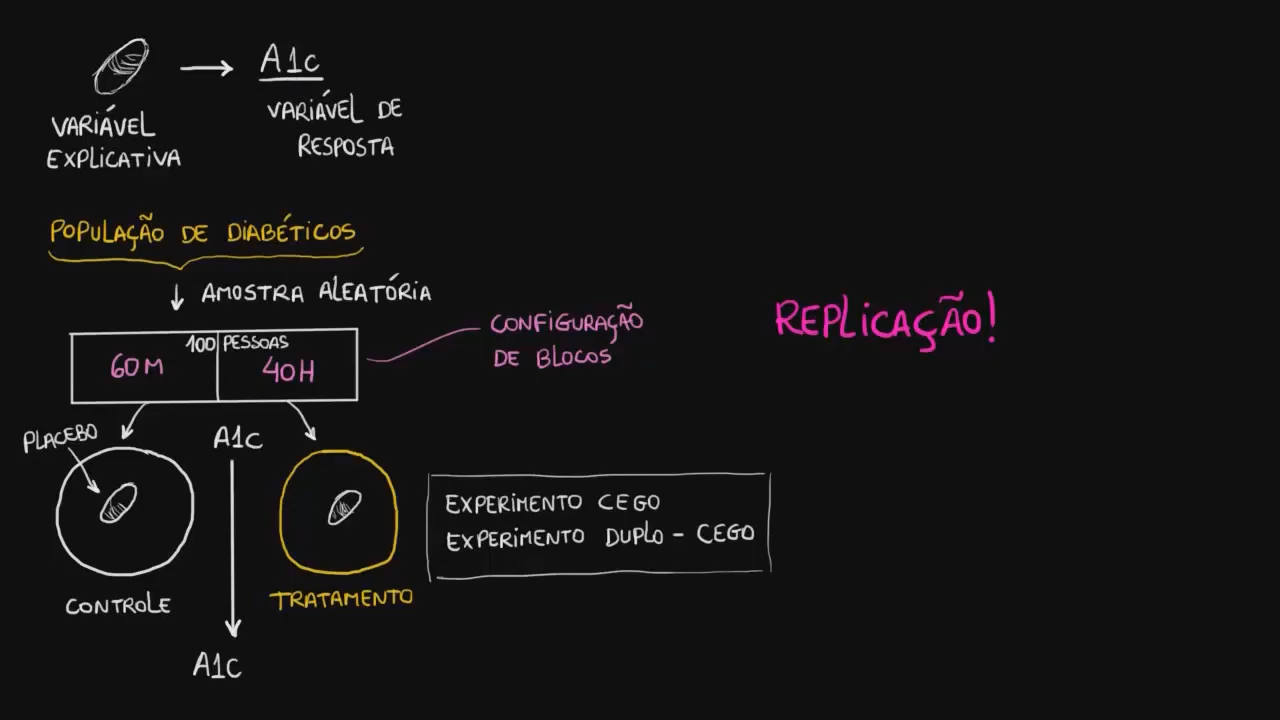 A1c
VARIÁVEL
EXPLICATIVA
VARIÁVEL DE
RESPOSTA
POPULAÇÃO DE DIABÉTICOS
AMOSTRA ALEATÓRIA
100 PESSOAS
60M
40H
CONFIGURAÇÃO
DE BLOCOS
REPLICAÇÃO!
PLACEBO
A1c
EXPERIMENTO CEGO
EXPERIMENTO DUPLO - CEGO
CONTROLE
TRATAMENTO
A1C